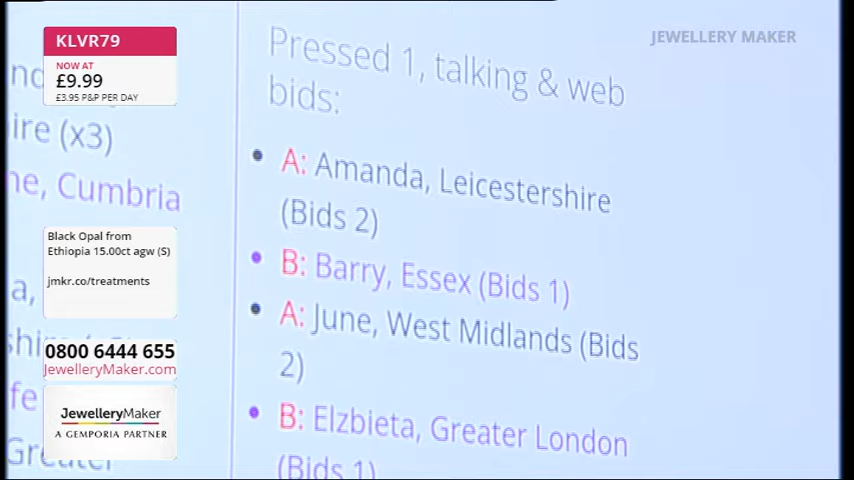 KLVR79
NOW AT
£9.99
£3.95 P&P PER DAY
JEWELLERY MAKER
Pressed 1, talking & web
bids:
ire (x3)
Cumbria
• A: Amanda, Leicestershire
(Bids 2)
• B: Barry, Essex (Bids 1)
• A: June, West Midlands (Bids
2)
• B: Elzbieta, Greater London
(Bids 1)
Black Opal from
Ethiopia 15.00ct agw (S)
jmkr.co/treatments
0800 6444 655
JewelleryMaker.com
JewelleryMaker
A GEMPORIA PARTNER